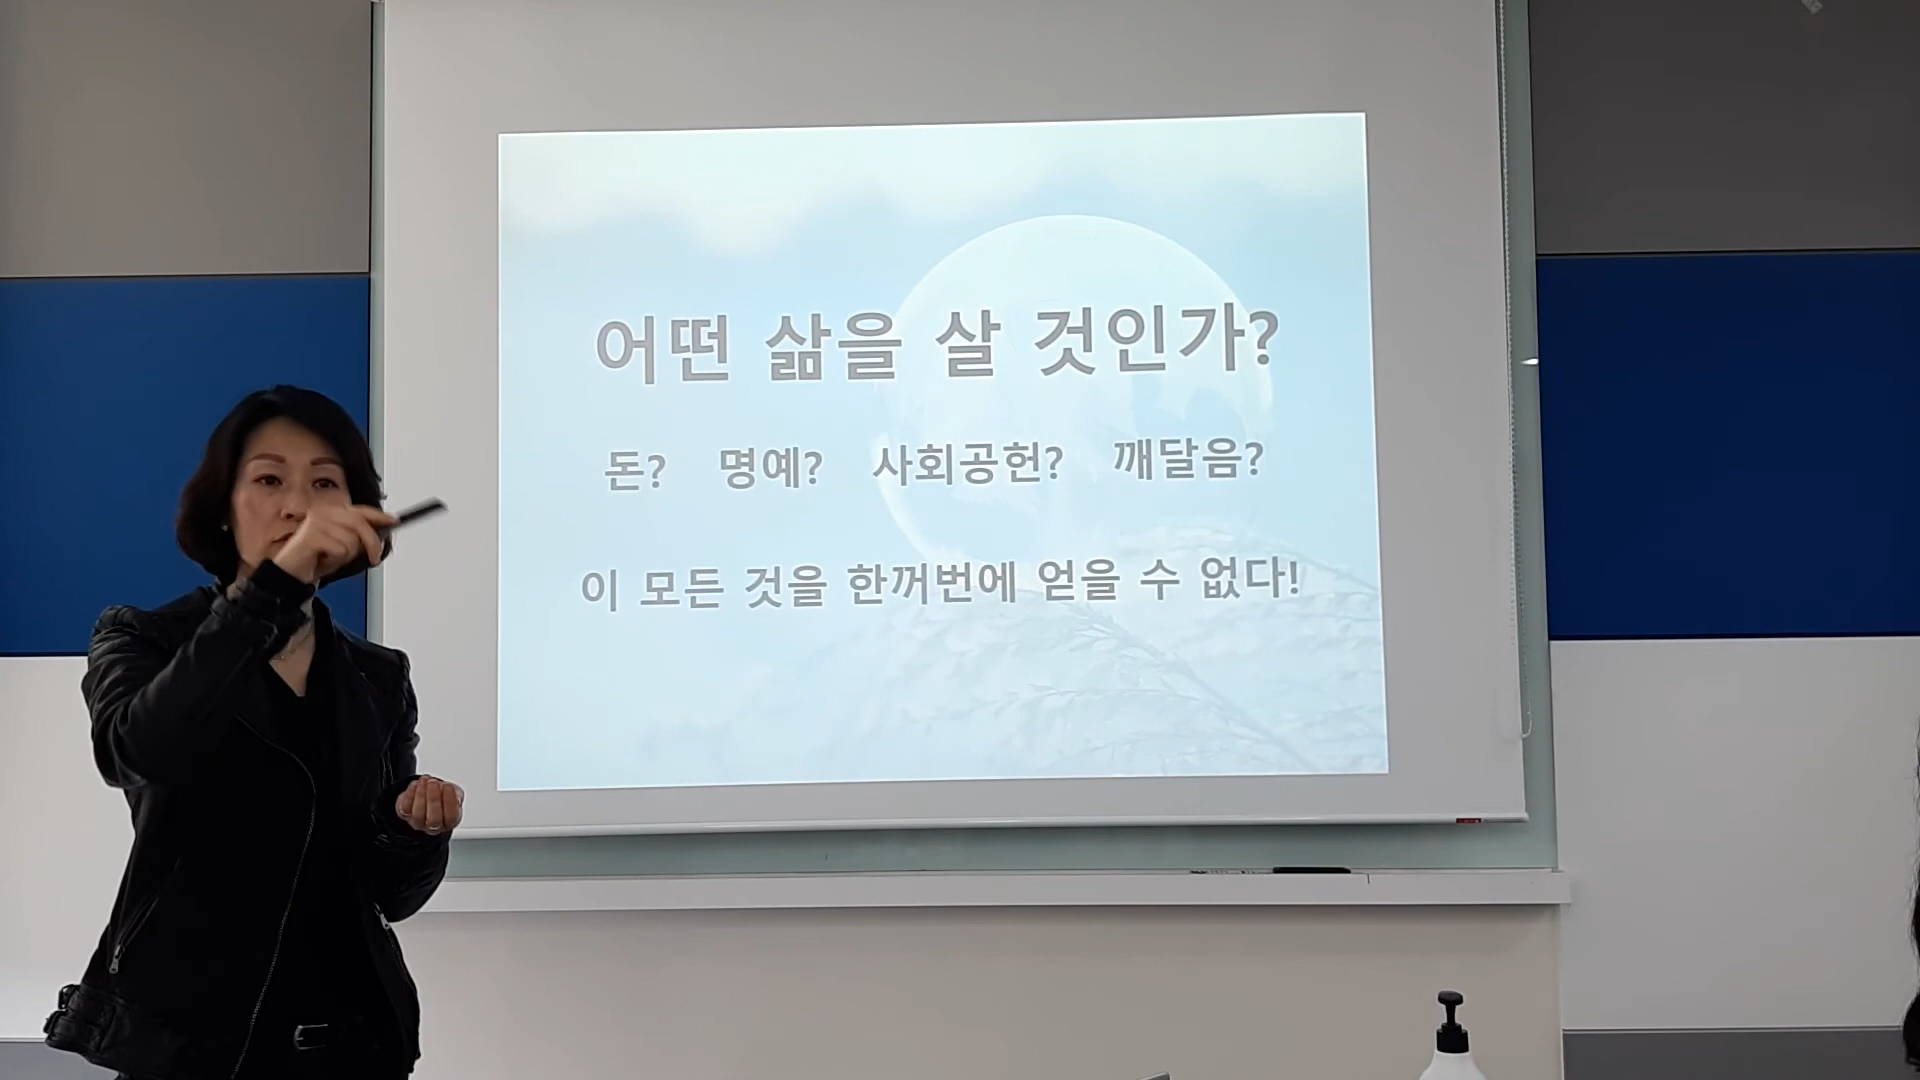 어떤 삶을 살 것인가?
돈? 명예? 사회공헌? 깨달음?
이 모든 것을 한꺼번에 얻을 수 없다!